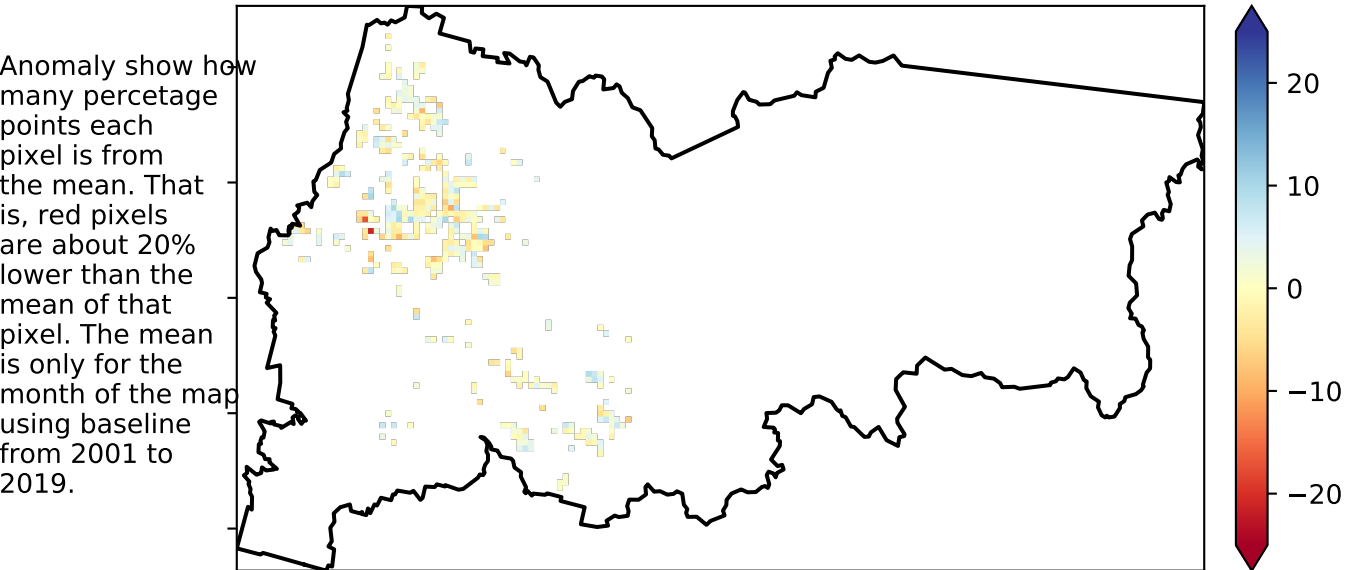 Anomaly show how
many percetage
points each
pixel is from
the mean. That
is, red pixels
are about 20%
lower than the
mean of that
pixel. The mean
is only for the
month of the map
using baseline
from 2001 to
2019.
20
10
0
−10
−20